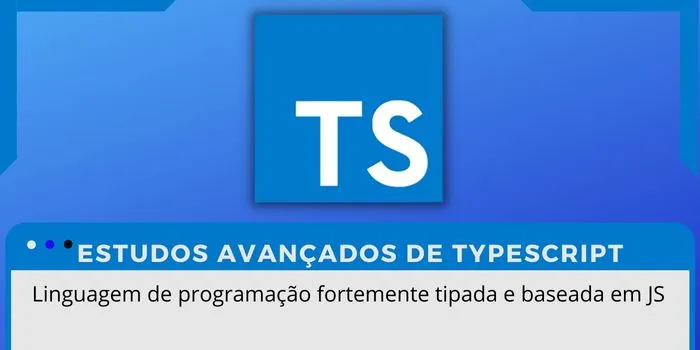 TS
ESTUDOS AVANÇADOS DE TYPESCRIPT
Linguagem de programação fortemente tipada e baseada em JS